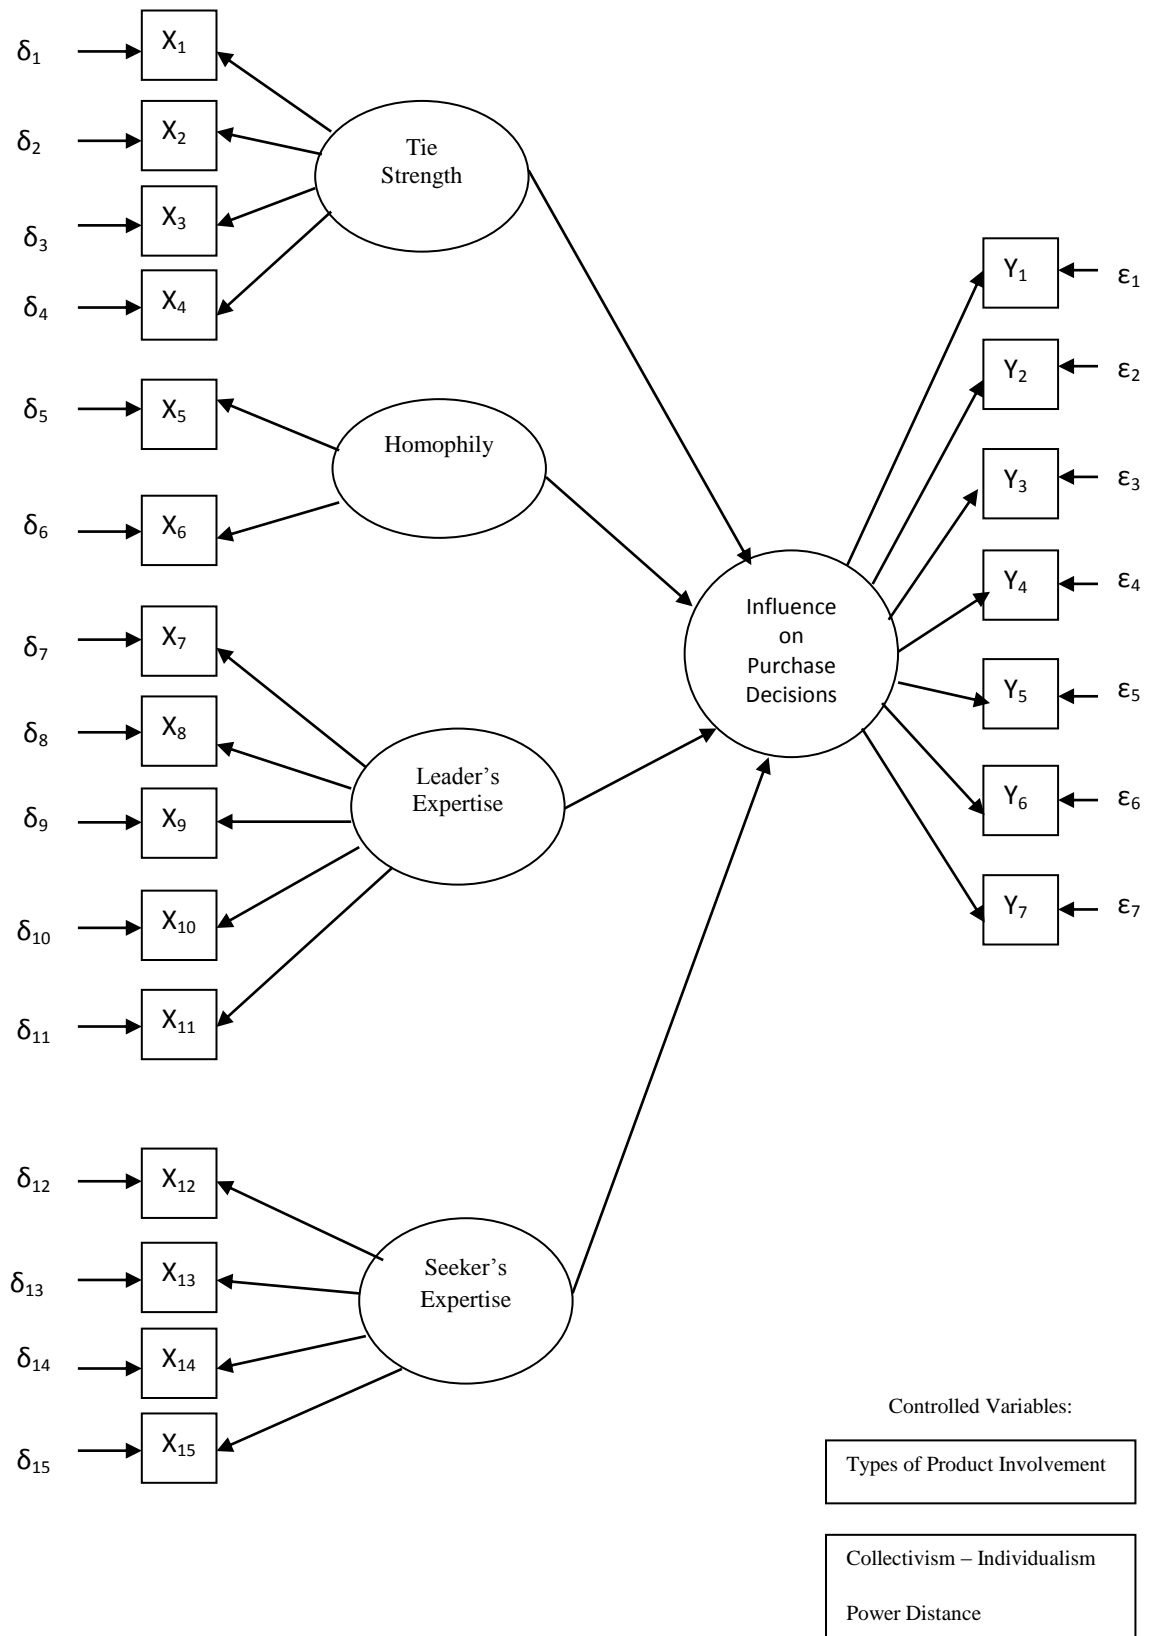 δ₁
X₁
δ₂
X₂
δ₃
X₃
δ₄
X₄
Tie
Strength
δ₅
X₅
δ₆
X₆
Homophily
δ₇
X₇
δ₈
X₈
δ₉
X₉
δ₁₀
X₁₀
δ₁₁
X₁₁
Leader’s
Expertise
δ₁₂
X₁₂
δ₁₃
X₁₃
δ₁₄
X₁₄
δ₁₅
X₁₅
Seeker’s
Expertise
Influence
on
Purchase
Decisions
Y₁
ε₁
Y₂
ε₂
Y₃
ε₃
Y₄
ε₄
Y₅
ε₅
Y₆
ε₆
Y₇
ε₇
Controlled Variables:
Types of Product Involvement
Collectivism – Individualism
Power Distance